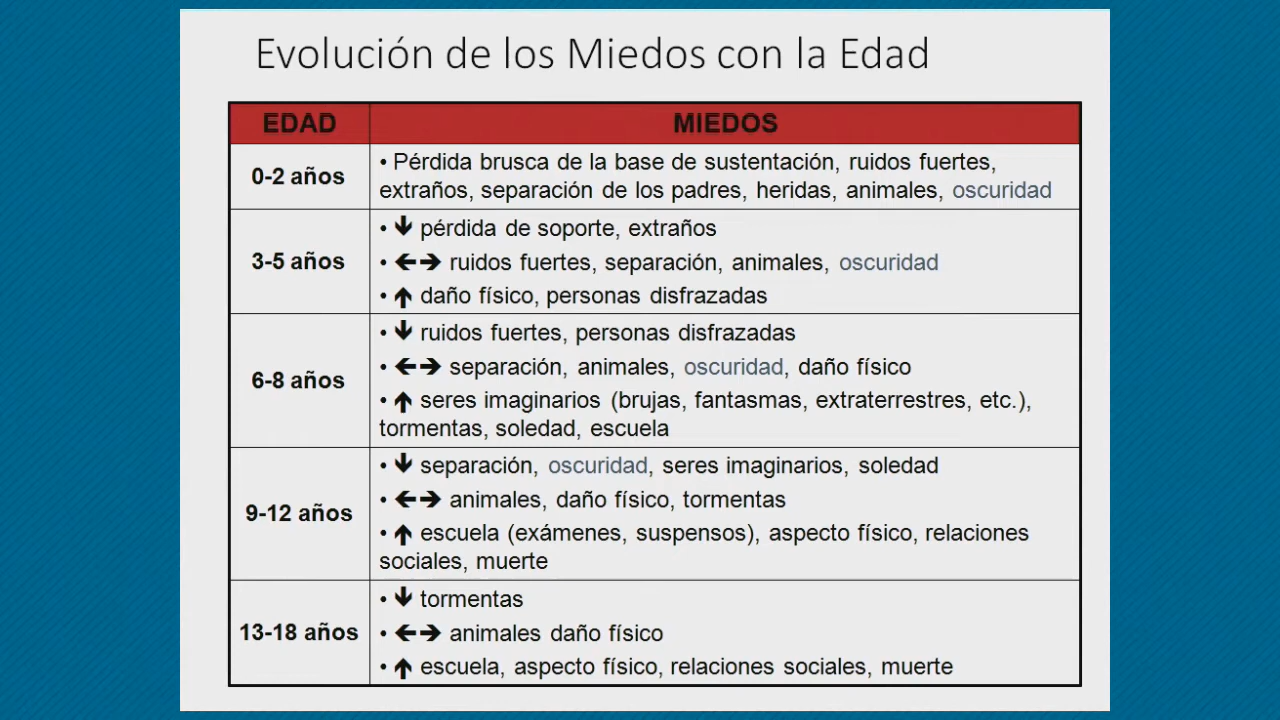 Evolución de los Miedos con la Edad
EDAD
MIEDOS
0-2 años
• Pérdida brusca de la base de sustentación, ruidos fuertes,
extraños, separación de los padres, heridas, animales, oscuridad
3-5 años
• 🡻 pérdida de soporte, extraños
• 🡸🡺 ruidos fuertes, separación, animales, oscuridad
• 🡹 daño físico, personas disfrazadas
6-8 años
• 🡻 ruidos fuertes, personas disfrazadas
• 🡸🡺 separación, animales, oscuridad, daño físico
• 🡹 seres imaginarios (brujas, fantasmas, extraterrestres, etc.),
tormentas, soledad, escuela
9-12 años
• 🡻 separación, oscuridad, seres imaginarios, soledad
• 🡸🡺 animales, daño físico, tormentas
• 🡹 escuela (exámenes, suspensos), aspecto físico, relaciones
sociales, muerte
13-18 años
• 🡻 tormentas
• 🡸🡺 animales daño físico
• 🡹 escuela, aspecto físico, relaciones sociales, muerte